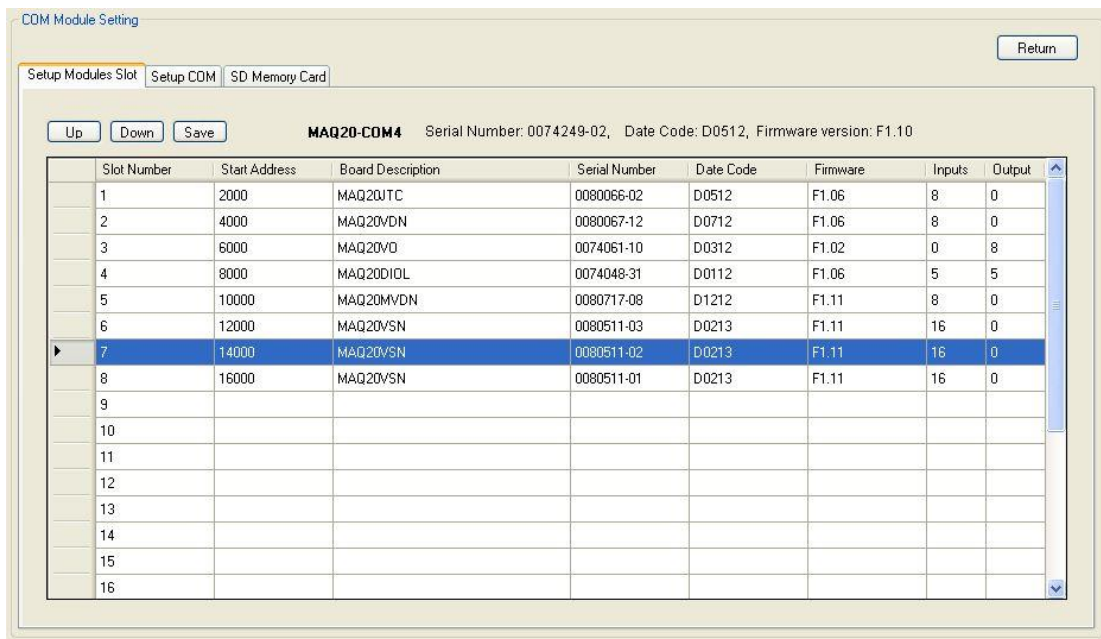 COM Module Setting
Return
Setup Modules Slot Setup COM SD Memory Card
Up Down Save MAQ20-COM4 Serial Number: 0074249-02, Date Code: D0512, Firmware version: F1.10
Slot Number Start Address Board Description Serial Number Date Code Firmware Inputs Output
1 2000 MAQ20JTC 0080066-02 D0512 F1.06 8 0
2 4000 MAQ20VDN 0080067-12 D0712 F1.06 8 0
3 6000 MAQ20VO 0074061-10 D0312 F1.02 0 8
4 8000 MAQ20DIOL 0074048-31 D0112 F1.06 5 5
5 10000 MAQ20MVDN 0080717-08 D1212 F1.11 8 0
6 12000 MAQ20VSN 0080511-03 D0213 F1.11 16 0
7 14000 MAQ20VSN 0080511-02 D0213 F1.11 16 0
8 16000 MAQ20VSN 0080511-01 D0213 F1.11 16 0
9
10
11
12
13
14
15
16